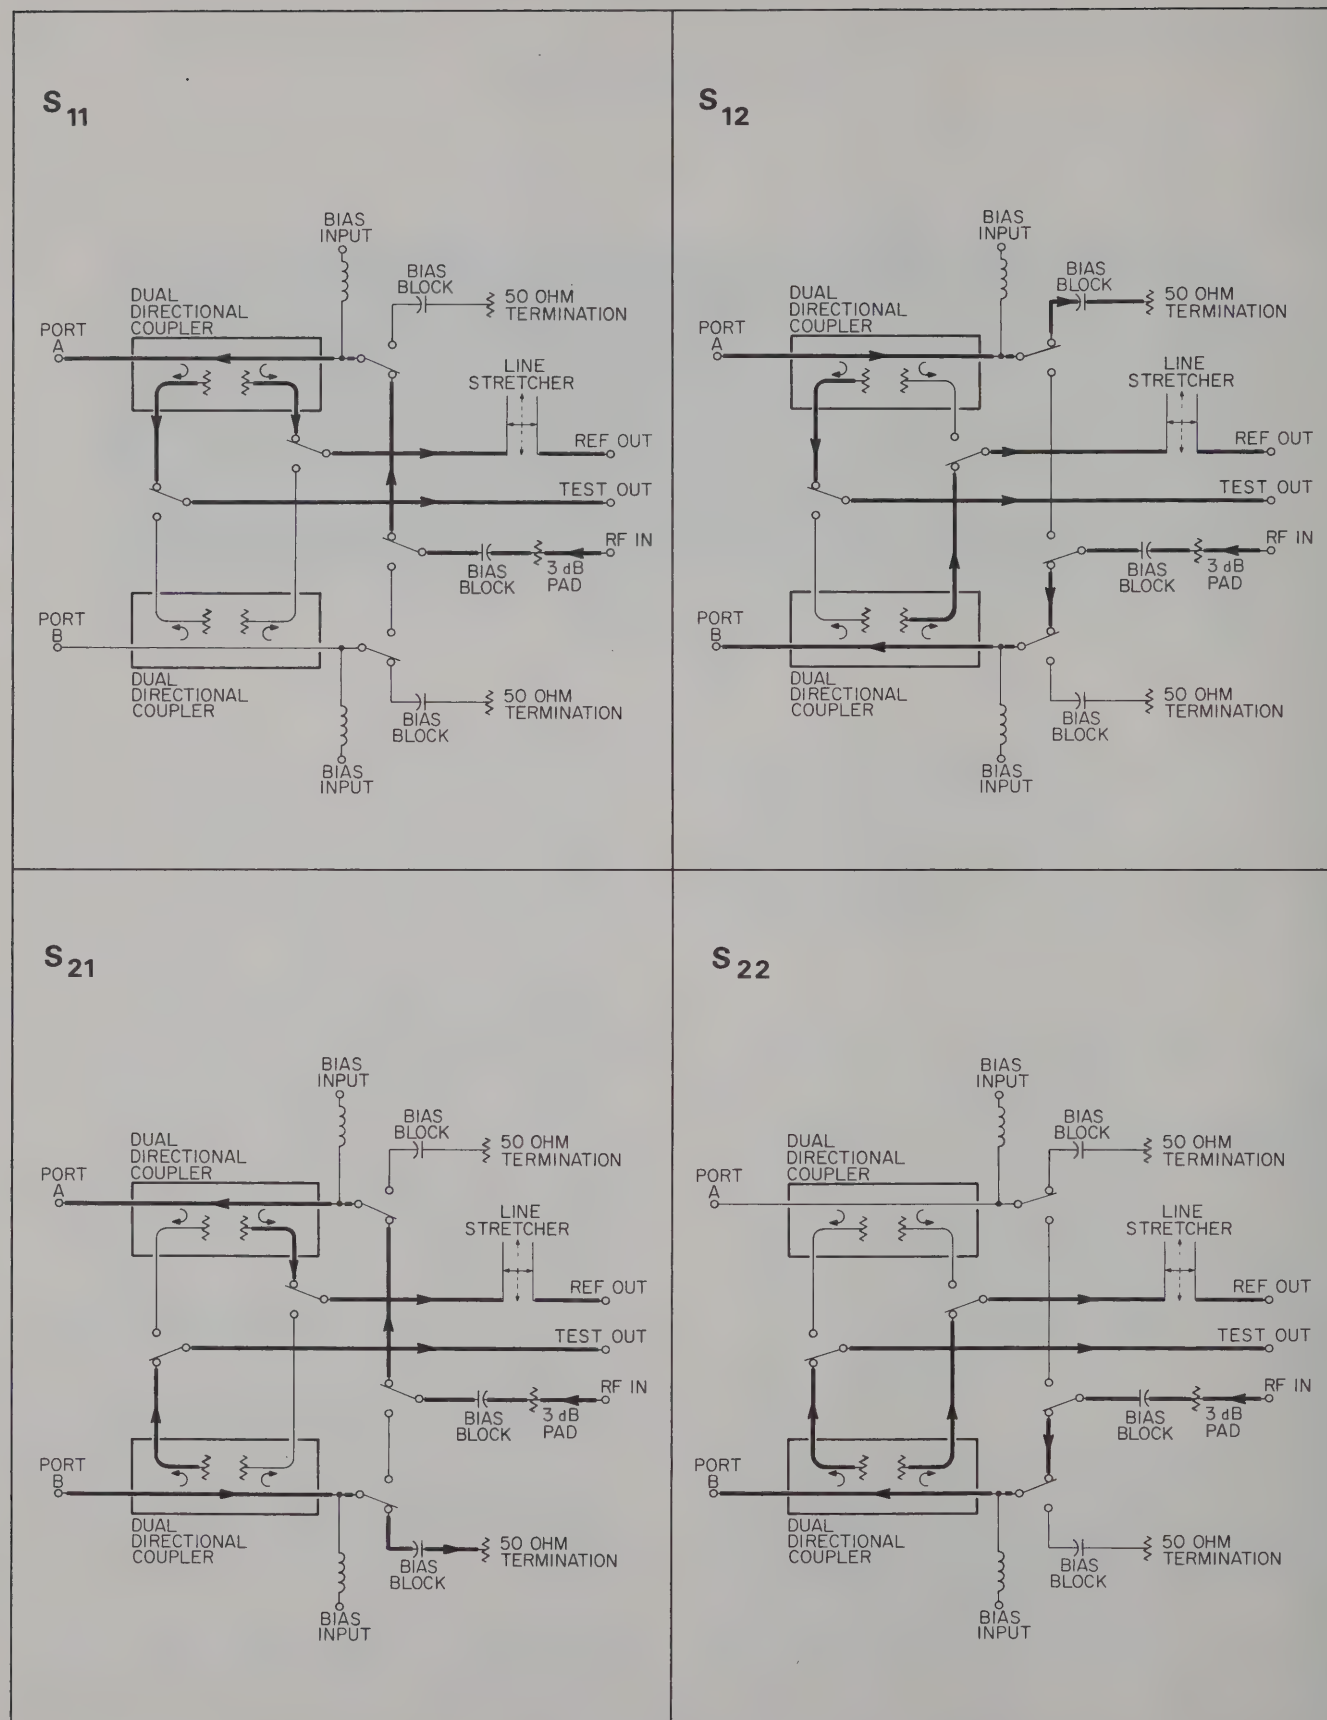 S11
BIAS
INPUT
BIAS
BLOCK
50 OHM
TERMINATION
DUAL
DIRECTIONAL
COUPLER
PORT
A
LINE
STRETCHER
REF OUT
TEST OUT
RF IN
BIAS
BLOCK
3 dB
PAD
PORT
B
DUAL
DIRECTIONAL
COUPLER
BIAS
BLOCK
50 OHM
TERMINATION
BIAS
INPUT
S12
BIAS
INPUT
BIAS
BLOCK
50 OHM
TERMINATION
DUAL
DIRECTIONAL
COUPLER
PORT
A
LINE
STRETCHER
REF OUT
TEST OUT
RF IN
BIAS
BLOCK
3 dB
PAD
PORT
B
DUAL
DIRECTIONAL
COUPLER
BIAS
BLOCK
50 OHM
TERMINATION
BIAS
INPUT
S21
BIAS
INPUT
BIAS
BLOCK
50 OHM
TERMINATION
DUAL
DIRECTIONAL
COUPLER
PORT
A
LINE
STRETCHER
REF OUT
TEST OUT
RF IN
BIAS
BLOCK
3 dB
PAD
PORT
B
DUAL
DIRECTIONAL
COUPLER
BIAS
BLOCK
50 OHM
TERMINATION
BIAS
INPUT
S22
BIAS
INPUT
BIAS
BLOCK
50 OHM
TERMINATION
DUAL
DIRECTIONAL
COUPLER
PORT
A
LINE
STRETCHER
REF OUT
TEST OUT
RF IN
BIAS
BLOCK
3 dB
PAD
PORT
B
DUAL
DIRECTIONAL
COUPLER
BIAS
BLOCK
50 OHM
TERMINATION
BIAS
INPUT